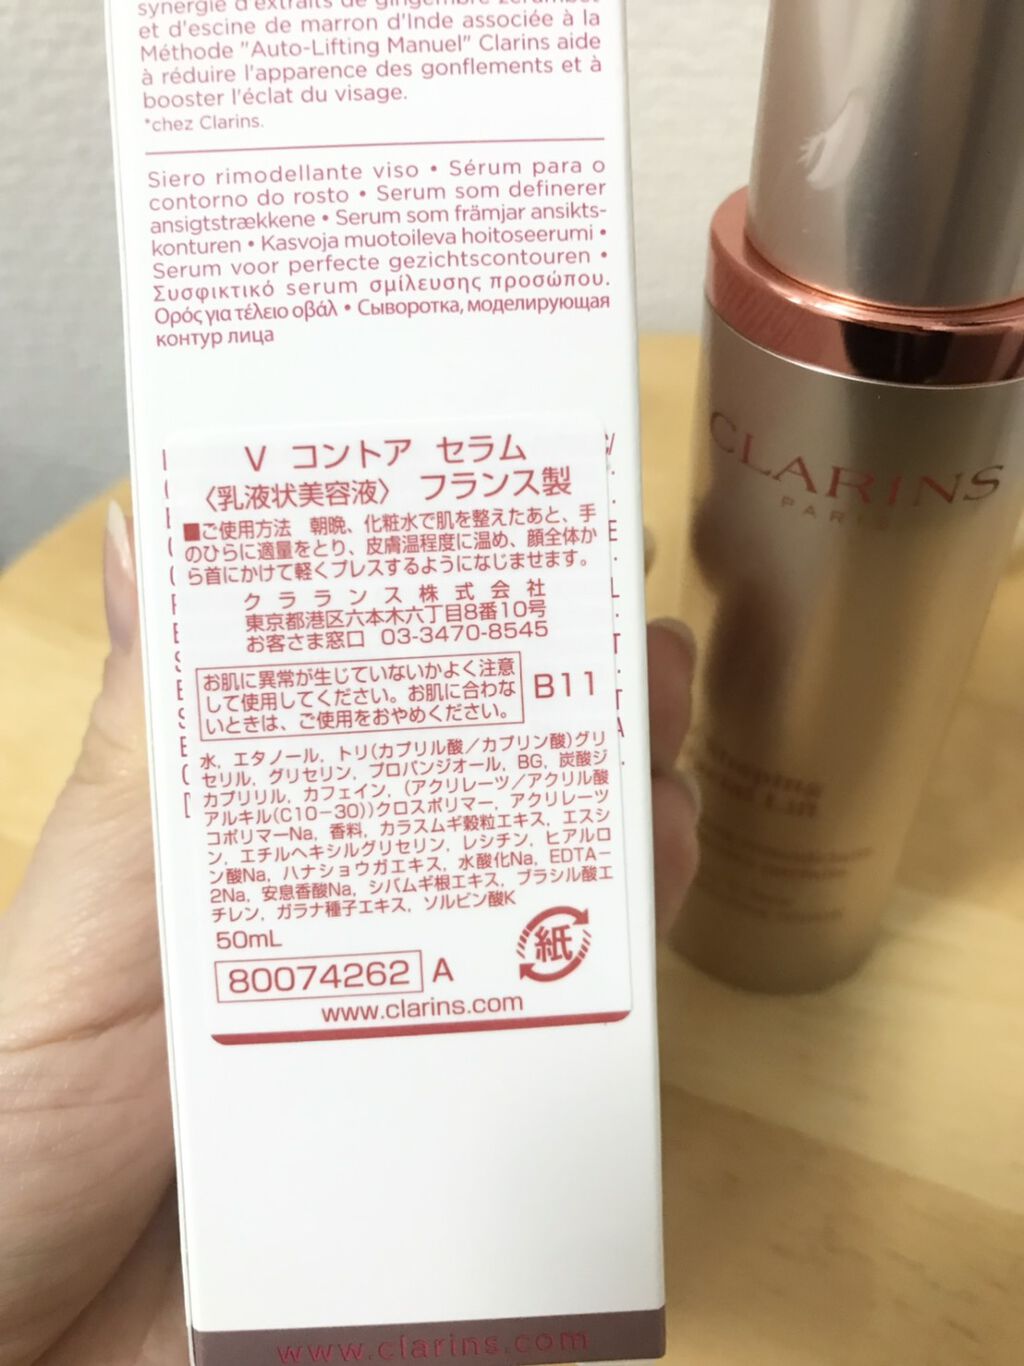 synergie d'extraits de gingembre zérumbet
et d'escine de marron d'Inde associée à la
Méthode "Auto-Lifting Manuel" Clarins aide
à réduire l'apparence des gonflements et à
booster l'éclat du visage.
*chez Clarins.
Siero rimodellante viso • Sérum para o
contorno do rosto • Serum som definerer
ansigtstrækkene • Serum som främjar ansikts-
konturen • Kasvoja muotoileva hoitoseerumi •
Serum voor perfecte gezichtscontouren •
Συσφικτικό serum σμίλευσης προσώπου.
Ορός για τέλειο οβάλ • Сыворотка, моделирующая
контур лица
V コントア セラム
〈乳液状美容液〉 フランス製
■ご使用方法 朝晩、化粧水で肌を整えたあと、手
のひらに適量をとり、皮膚温程度に温め、顔全体か
ら首にかけて軽くプレスするようになじませます。
クラランス株式会社
東京都港区六本木六丁目8番10号
お客さま窓口 03-3470-8545
お肌に異常が生じていないかよく注意
して使用してください。お肌に合わな
いときは、ご使用をおやめください。
B11
水, エタノール, トリ(カプリル酸/カプリン酸)グリ
セリル, グリセリン, プロパンジオール, BG, 炭酸ジ
カプリリル, カフェイン, (アクリレーツ/アクリル酸
アルキル(C10-30))クロスポリマー, アクリレーツ
コポリマーNa, 香料, カラスムギ穀粒エキス, エスシ
ン, エチルヘキシルグリセリン, レシチン, ヒアルロ
ン酸Na, ハナショウガエキス, 水酸化Na, EDTA-
2Na, 安息香酸Na, シバムギ根エキス, ブラシル酸エ
チレン, ガラナ種子エキス, ソルビン酸K
50mL
紙
80074262 A
www.clarins.com
www.clarins.com
CLARINS
PARIS